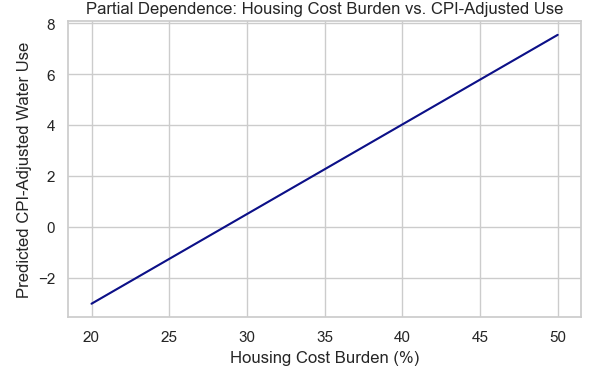 Partial Dependence: Housing Cost Burden vs. CPI-Adjusted Use
Predicted CPI-Adjusted Water Use
8
6
4
2
0
−2
20 25 30 35 40 45 50
Housing Cost Burden (%)